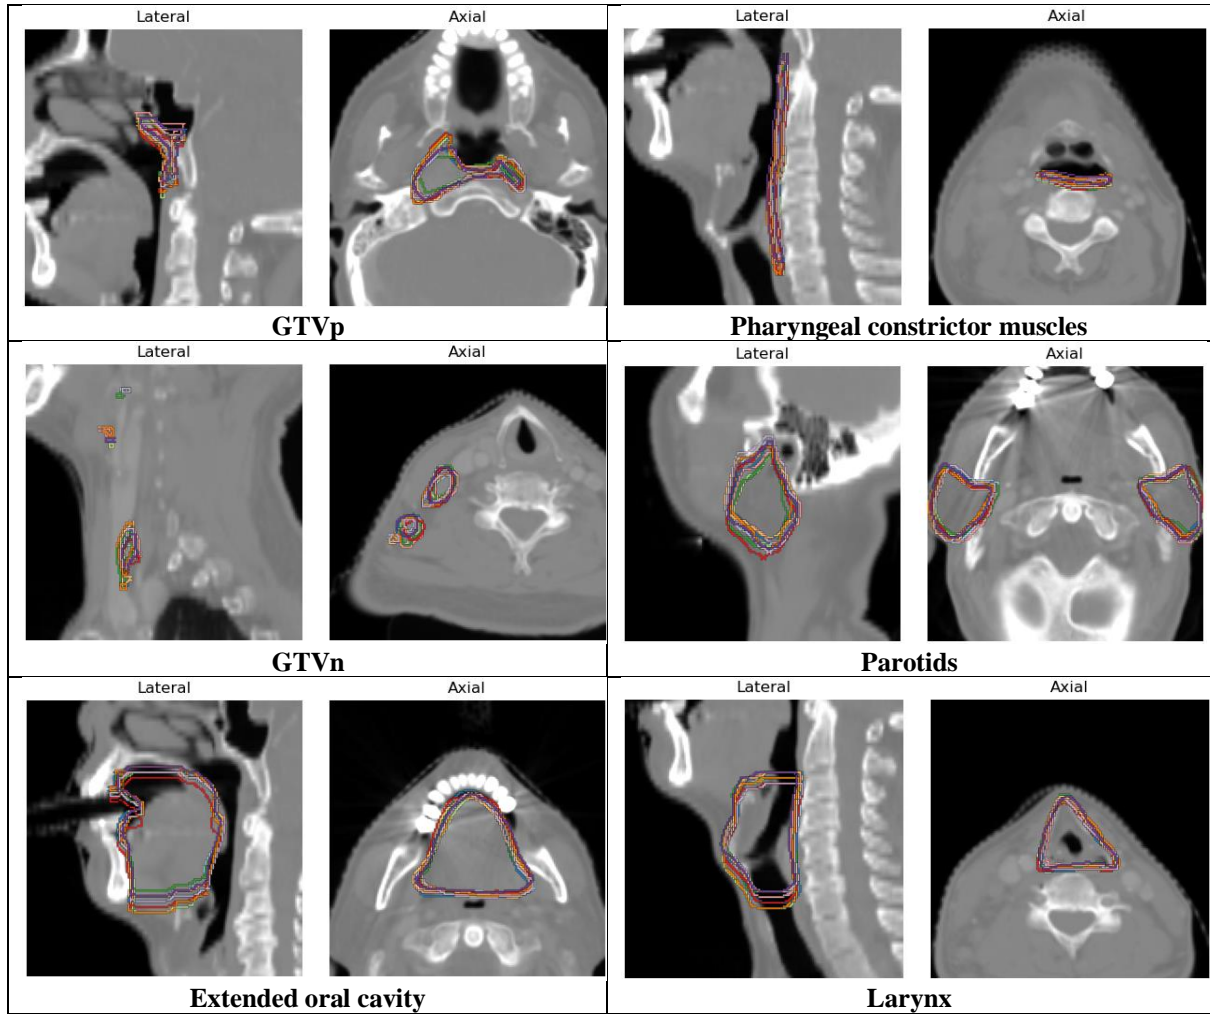 Lateral Axial Lateral Axial
GTVp Pharyngeal constrictor muscles
Lateral Axial Lateral Axial
GTVn Parotids
Lateral Axial Lateral Axial
Extended oral cavity Larynx